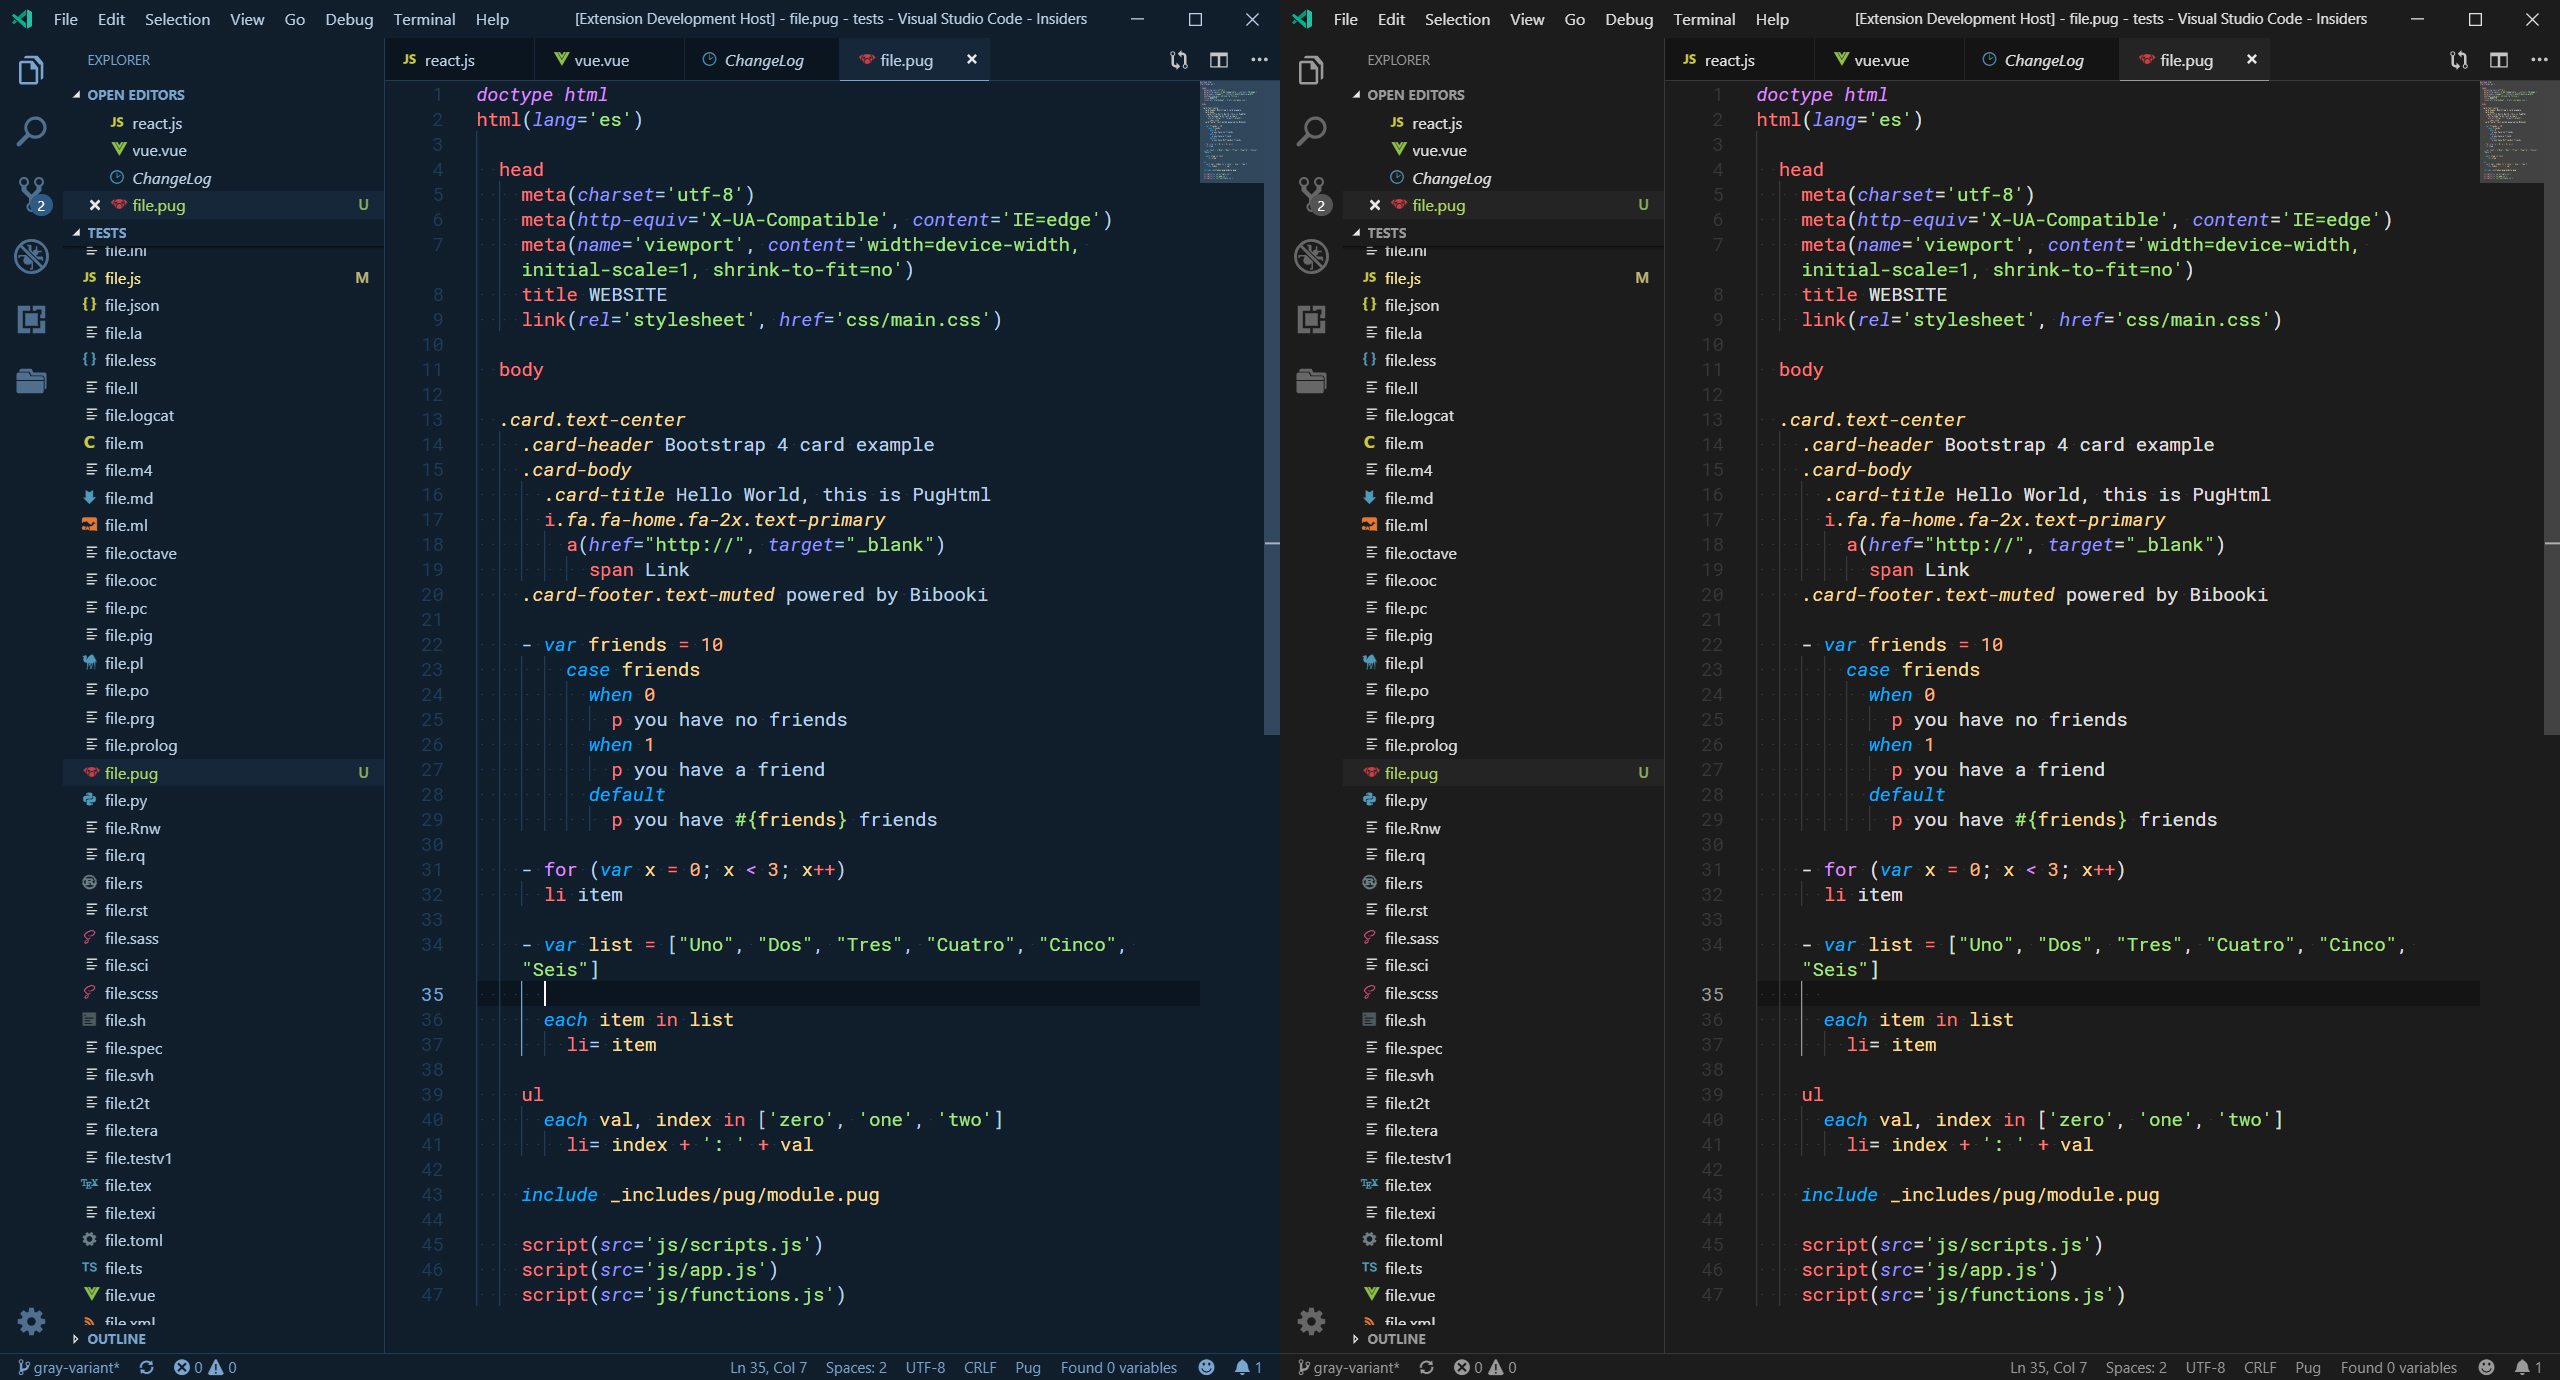 File Edit Selection View Go Debug Terminal Help [Extension Development Host] - file.pug - tests - Visual Studio Code - Insiders
EXPLORER
OPEN EDITORS
JS react.js
vue.vue
ChangeLog
file.pug U
TESTS
file.ini
JS file.js M
{} file.json
file.la
{} file.less
file.ll
file.logcat
C file.m
file.m4
file.md
file.ml
file.octave
file.ooc
file.pc
file.pig
file.pl
file.po
file.prg
file.prolog
file.pug U
file.py
file.Rnw
file.rq
file.rs
file.rst
file.sass
file.sci
file.scss
file.sh
file.spec
file.svh
file.t2t
file.tera
file.testv1
TEX file.tex
file.texi
file.toml
TS file.ts
file.vue
file.xml
OUTLINE
2
JS react.js vue.vue ChangeLog file.pug
1 doctype html
2 html(lang='es')
3
4 head
5 meta(charset='utf-8')
6 meta(http-equiv='X-UA-Compatible', content='IE=edge')
7 meta(name='viewport', content='width=device-width,
initial-scale=1, shrink-to-fit=no')
8 title WEBSITE
9 link(rel='stylesheet', href='css/main.css')
10
11 body
12
13 .card.text-center
14 .card-header Bootstrap 4 card example
15 .card-body
16 .card-title Hello World, this is PugHtml
17 i.fa.fa-home.fa-2x.text-primary
18 a(href="http://", target="_blank")
19 span Link
20 .card-footer.text-muted powered by Bibooki
21
22 - var friends = 10
23 case friends
24 when 0
25 p you have no friends
26 when 1
27 p you have a friend
28 default
29 p you have #{friends} friends
30
31 - for (var x = 0; x < 3; x++)
32 li item
33
34 - var list = ["Uno", "Dos", "Tres", "Cuatro", "Cinco",
"Seis"]
35
36 each item in list
37 li= item
38
39 ul
40 each val, index in ['zero', 'one', 'two']
41 li= index + ': ' + val
42
43 include _includes/pug/module.pug
44
45 script(src='js/scripts.js')
46 script(src='js/app.js')
47 script(src='js/functions.js')
gray-variant* 0 0 Ln 35, Col 7 Spaces: 2 UTF-8 CRLF Pug Found 0 variables 1
File Edit Selection View Go Debug Terminal Help [Extension Development Host] - file.pug - tests - Visual Studio Code - Insiders
EXPLORER
OPEN EDITORS
JS react.js
vue.vue
ChangeLog
file.pug U
TESTS
file.ini
JS file.js M
{} file.json
file.la
{} file.less
file.ll
file.logcat
C file.m
file.m4
file.md
file.ml
file.octave
file.ooc
file.pc
file.pig
file.pl
file.po
file.prg
file.prolog
file.pug U
file.py
file.Rnw
file.rq
file.rs
file.rst
file.sass
file.sci
file.scss
file.sh
file.spec
file.svh
file.t2t
file.tera
file.testv1
TEX file.tex
file.texi
file.toml
TS file.ts
file.vue
file.xml
OUTLINE
2
JS react.js vue.vue ChangeLog file.pug
1 doctype html
2 html(lang='es')
3
4 head
5 meta(charset='utf-8')
6 meta(http-equiv='X-UA-Compatible', content='IE=edge')
7 meta(name='viewport', content='width=device-width,
initial-scale=1, shrink-to-fit=no')
8 title WEBSITE
9 link(rel='stylesheet', href='css/main.css')
10
11 body
12
13 .card.text-center
14 .card-header Bootstrap 4 card example
15 .card-body
16 .card-title Hello World, this is PugHtml
17 i.fa.fa-home.fa-2x.text-primary
18 a(href="http://", target="_blank")
19 span Link
20 .card-footer.text-muted powered by Bibooki
21
22 - var friends = 10
23 case friends
24 when 0
25 p you have no friends
26 when 1
27 p you have a friend
28 default
29 p you have #{friends} friends
30
31 - for (var x = 0; x < 3; x++)
32 li item
33
34 - var list = ["Uno", "Dos", "Tres", "Cuatro", "Cinco",
"Seis"]
35
36 each item in list
37 li= item
38
39 ul
40 each val, index in ['zero', 'one', 'two']
41 li= index + ': ' + val
42
43 include _includes/pug/module.pug
44
45 script(src='js/scripts.js')
46 script(src='js/app.js')
47 script(src='js/functions.js')
gray-variant* 0 0 Ln 35, Col 7 Spaces: 2 UTF-8 CRLF Pug Found 0 variables 1